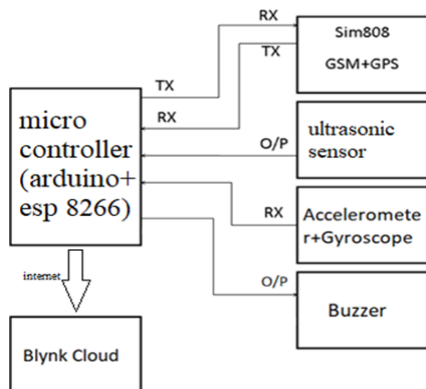 RX
Sim808
GSM+GPS
TX
TX
RX
micro
controller
(arduino+
esp 8266)
O/P
ultrasonic
sensor
RX
Acceleromete
r+Gyroscope
internet
O/P
Buzzer
Blynk Cloud